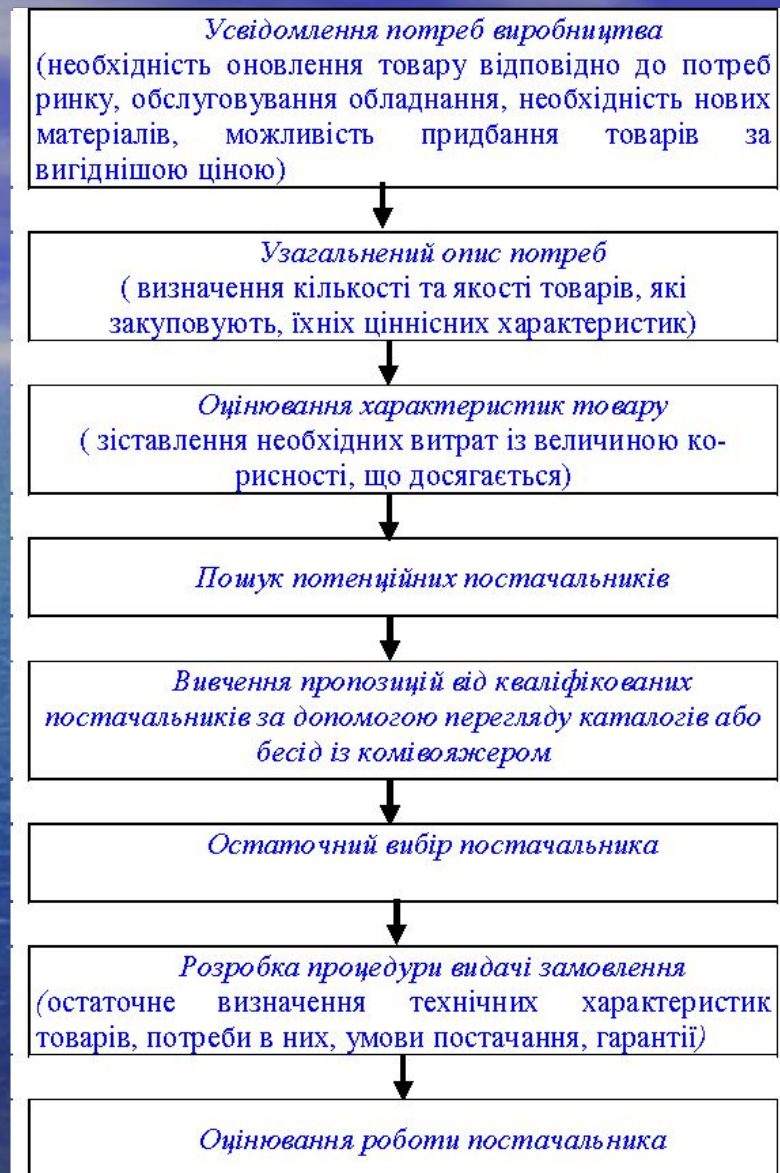 Усвідомлення потреб виробництва
(необхідність оновлення товару відповідно до потреб
ринку, обслуговування обладнання, необхідність нових
матеріалів, можливість придбання товарів за
вигіднішою ціною)
Узагальнений опис потреб
( визначення кількості та якості товарів, які
закуповують, їхніх ціннісних характеристик)
Оцінювання характеристик товару
( зіставлення необхідних витрат із величиною ко-
рисності, що досягається)
Пошук потенційних постачальників
Вивчення пропозицій від кваліфікованих
постачальників за допомогою перегляду каталогів або
бесід із комівояжером
Остаточний вибір постачальника
Розробка процедури видачі замовлення
(остаточне визначення технічних характеристик
товарів, потреби в них, умови постачання, гарантії)
Оцінювання роботи постачальника